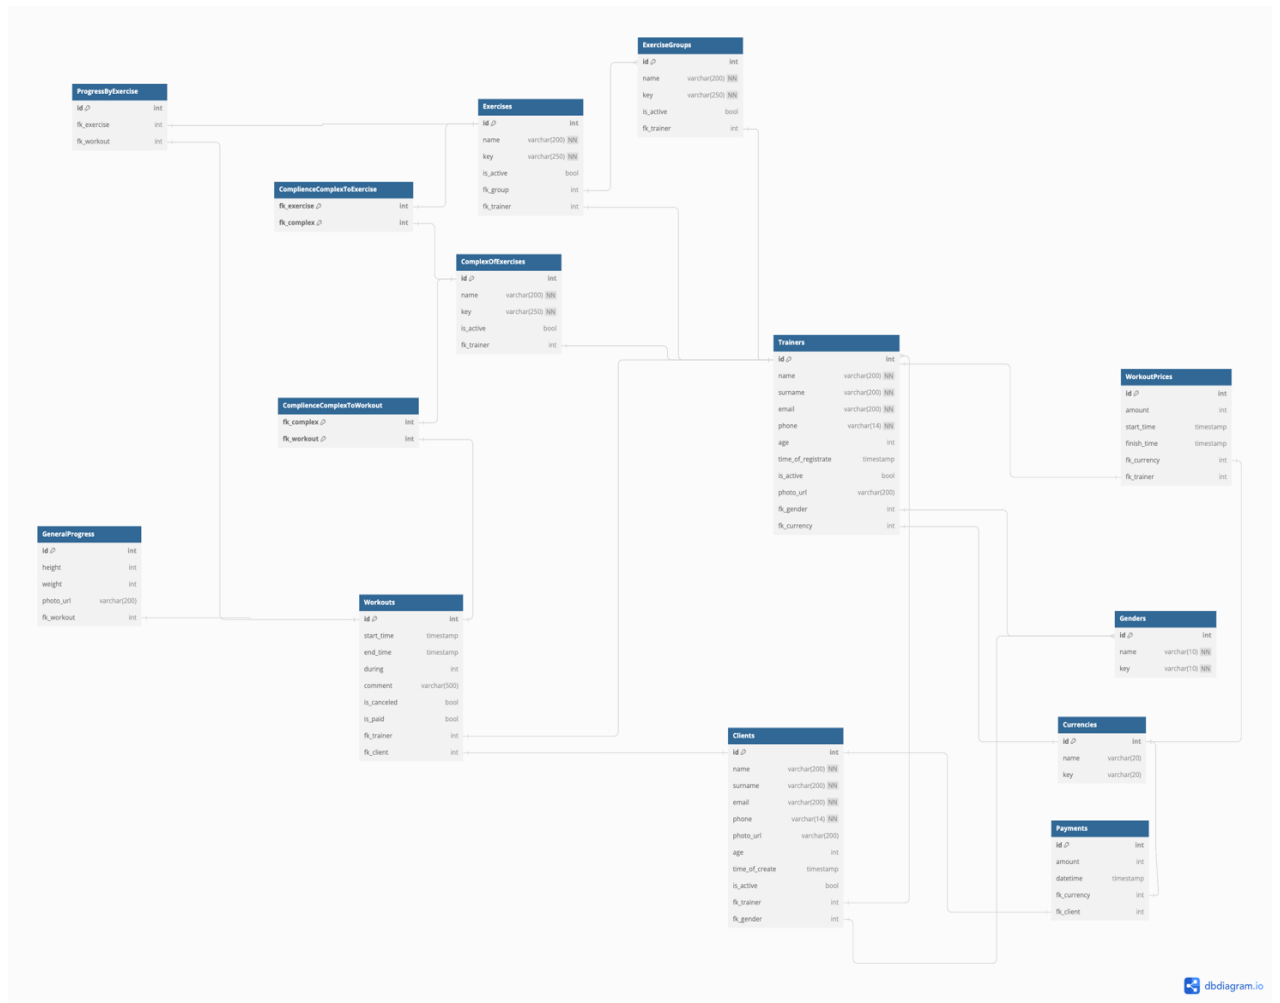 ExerciseGroups
id int
name varchar(200) NN
key varchar(250) NN
is_active bool
fk_trainer int
ProgressByExercise
id int
fk_exercise int
fk_workout int
Exercises
id int
name varchar(200) NN
key varchar(250) NN
is_active bool
fk_group int
fk_trainer int
ComplienceComplexToExercise
fk_exercise int
fk_complex int
ComplexOfExercises
id int
name varchar(200) NN
key varchar(250) NN
is_active bool
fk_trainer int
Trainers
id int
name varchar(200) NN
surname varchar(200) NN
email varchar(200) NN
phone varchar(14) NN
age int
time_of_registrate timestamp
is_active bool
photo_url varchar(200)
fk_gender int
fk_currency int
WorkoutPrices
id int
amount int
start_time timestamp
finish_time timestamp
fk_currency int
fk_trainer int
ComplienceComplexToWorkout
fk_complex int
fk_workout int
GeneralProgress
id int
height int
weight int
photo_url varchar(200)
fk_workout int
Workouts
id int
start_time timestamp
end_time timestamp
during int
comment varchar(500)
is_canceled bool
is_paid bool
fk_trainer int
fk_client int
Genders
id int
name varchar(10) NN
key varchar(10) NN
Currencies
id int
name varchar(20)
key varchar(20)
Clients
id int
name varchar(200) NN
surname varchar(200) NN
email varchar(200) NN
phone varchar(14) NN
photo_url varchar(200)
age int
time_of_create timestamp
is_active bool
fk_trainer int
fk_gender int
Payments
id int
amount int
datetime timestamp
fk_currency int
fk_client int
dbdiagram.io